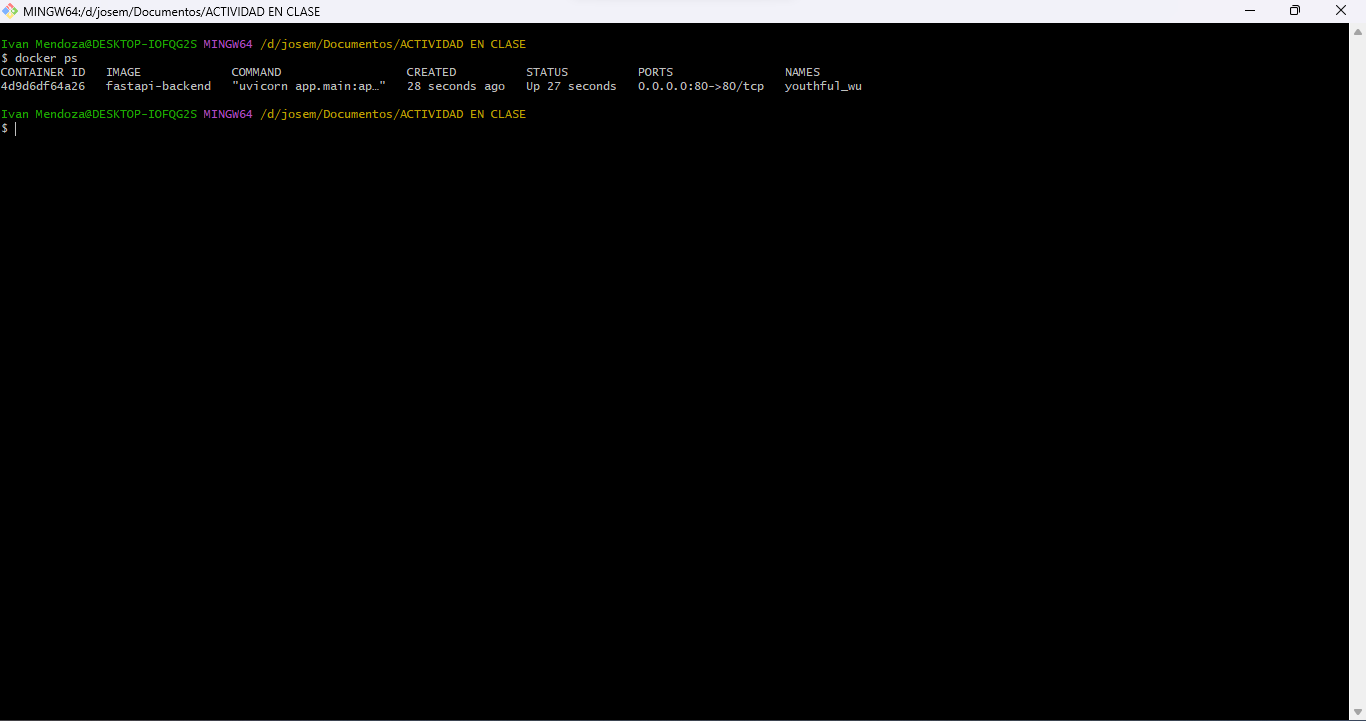 MINGW64:/d/josem/Documentos/ACTIVIDAD EN CLASE
Ivan Mendoza@DESKTOP-IOFQG2S MINGW64 /d/josem/Documentos/ACTIVIDAD EN CLASE
$ docker ps
CONTAINER ID   IMAGE             COMMAND                  CREATED          STATUS          PORTS                NAMES
4d9d6df64a26   fastapi-backend   "uvicorn app.main:ap…"   28 seconds ago   Up 27 seconds   0.0.0.0:80->80/tcp   youthful_wu
Ivan Mendoza@DESKTOP-IOFQG2S MINGW64 /d/josem/Documentos/ACTIVIDAD EN CLASE
$